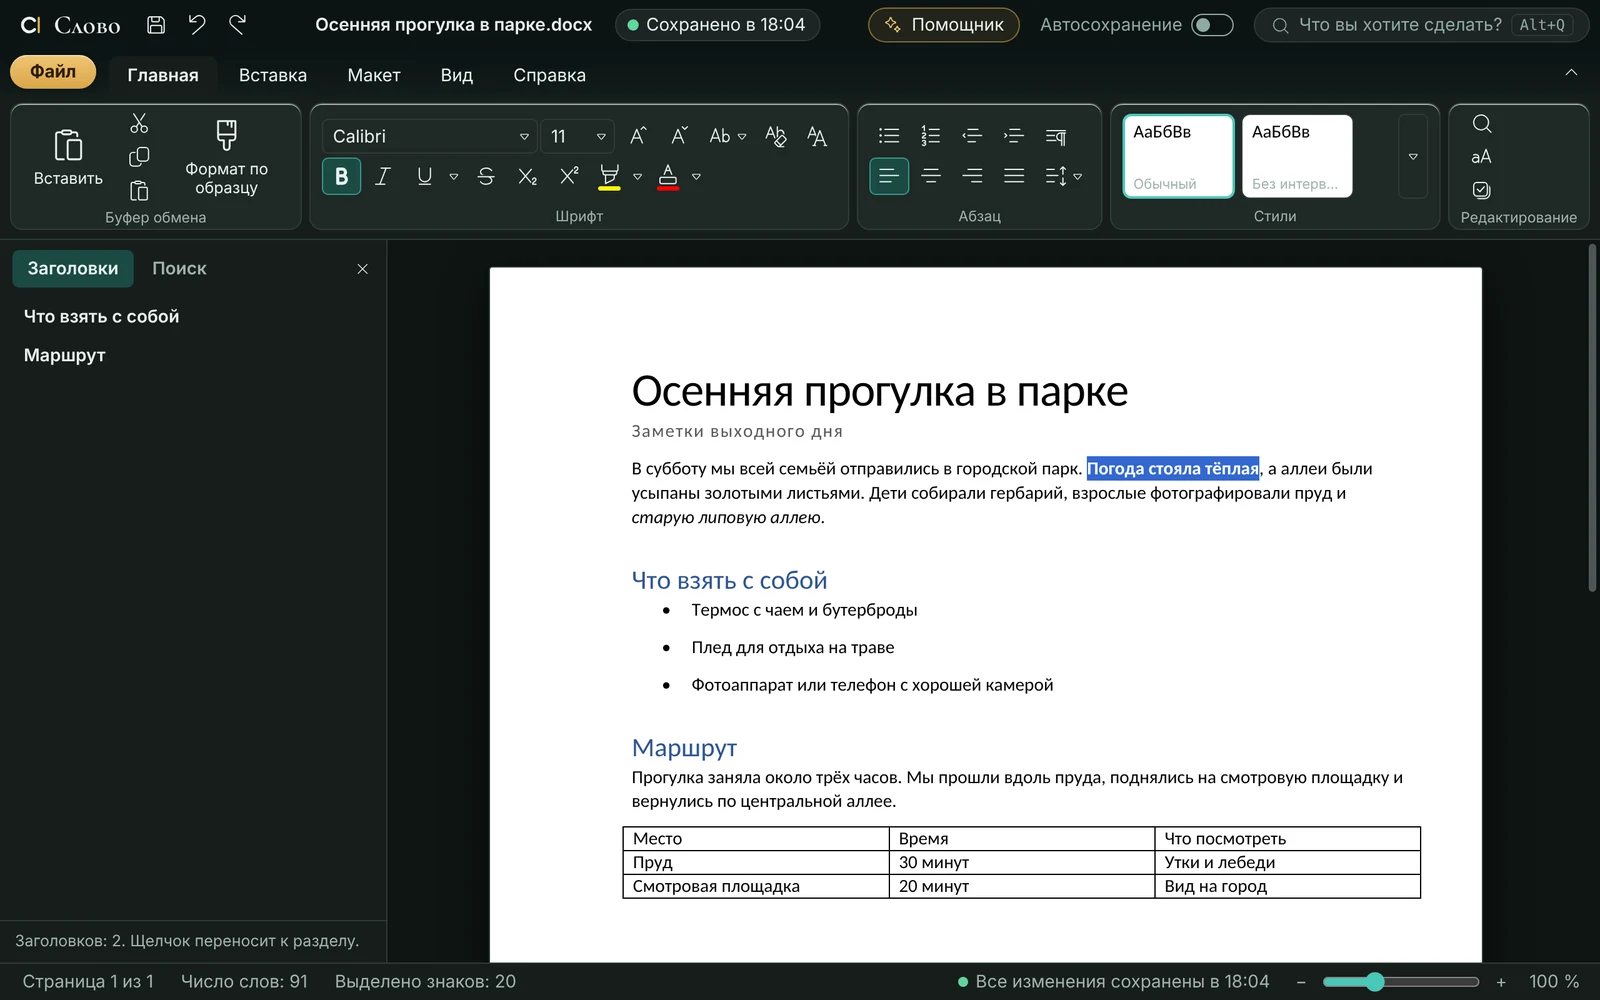 Слово
Осенняя прогулка в парке.docx
Сохранено в 18:04
Помощник
Автосохранение
Что вы хотите сделать? Alt+Q
Файл
Главная
Вставка
Макет
Вид
Справка
Вставить
Формат по
образцу
Буфер обмена
Calibri
11
Шрифт
Абзац
АаБбВв
Обычный
АаБбВв
Без интерв...
Стили
Редактирование
Заголовки
Поиск
Что взять с собой
Маршрут
Осенняя прогулка в парке
Заметки выходного дня
В субботу мы всей семьёй отправились в городской парк. Погода стояла тёплая, а аллеи были
усыпаны золотыми листьями. Дети собирали гербарий, взрослые фотографировали пруд и
старую липовую аллею.
Что взять с собой
• Термос с чаем и бутерброды
• Плед для отдыха на траве
• Фотоаппарат или телефон с хорошей камерой
Маршрут
Прогулка заняла около трёх часов. Мы прошли вдоль пруда, поднялись на смотровую площадку и
вернулись по центральной аллее.
Место Время Что посмотреть
Пруд 30 минут Утки и лебеди
Смотровая площадка 20 минут Вид на город
Заголовков: 2. Щелчок переносит к разделу.
Страница 1 из 1
Число слов: 91
Выделено знаков: 20
Все изменения сохранены в 18:04
100 %